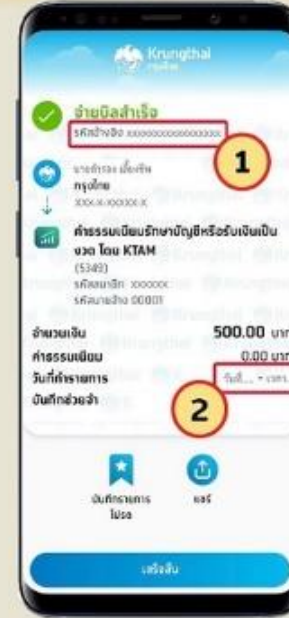 Krungthai
กรุงไทย
จ่ายบิลสำเร็จ
รหัสอ้างอิง xxxxxxxxxxxxxxxxxx
1
กรุงไทย
xxx-x-xxxxx-x
ค่าธรรมเนียมรักษาบัญชีหรือรับเงินเป็น
งวด โดย KTAM
(5349)
รหัสสมาชิก xxxxxx
รหัสนายจ้าง 00001
จำนวนเงิน 500.00 บาท
ค่าธรรมเนียม 0.00 บาท
วันที่ทำรายการ วันที่... - เวลา.
บันทึกช่วยจำ
2
บันทึกรายการ
โปรด
แชร์
เสร็จสิ้น